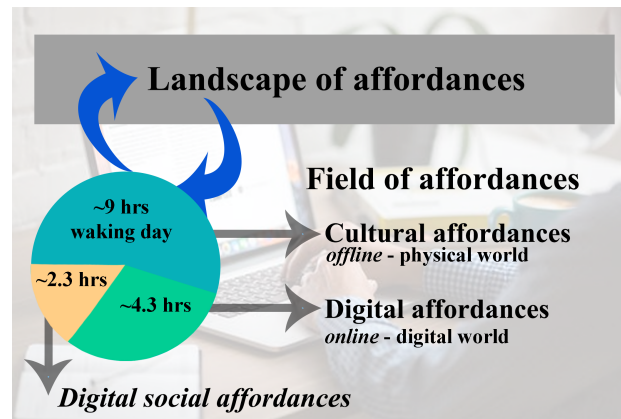 Landscape of affordances
Field of affordances
~9 hrs
waking day
Cultural affordances
offline - physical world
~2.3 hrs
~4.3 hrs
Digital affordances
online - digital world
Digital social affordances